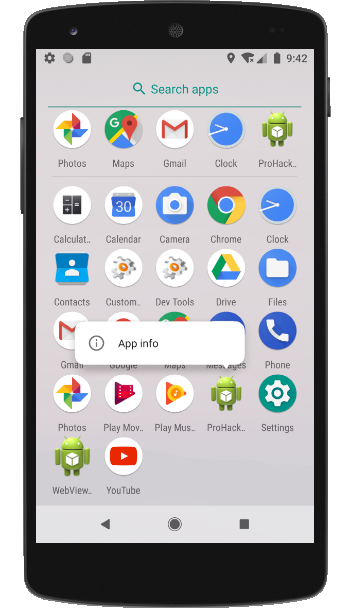 9:42
Search apps
Photos Maps Gmail Clock ProHack..
Calculat.. Calendar Camera Chrome Clock
30
Contacts Custom.. Dev Tools Drive Files
App info
Gmail Google Maps Messages Phone
Photos Play Mov.. Play Mus.. ProHack.. Settings
WebView.. YouTube